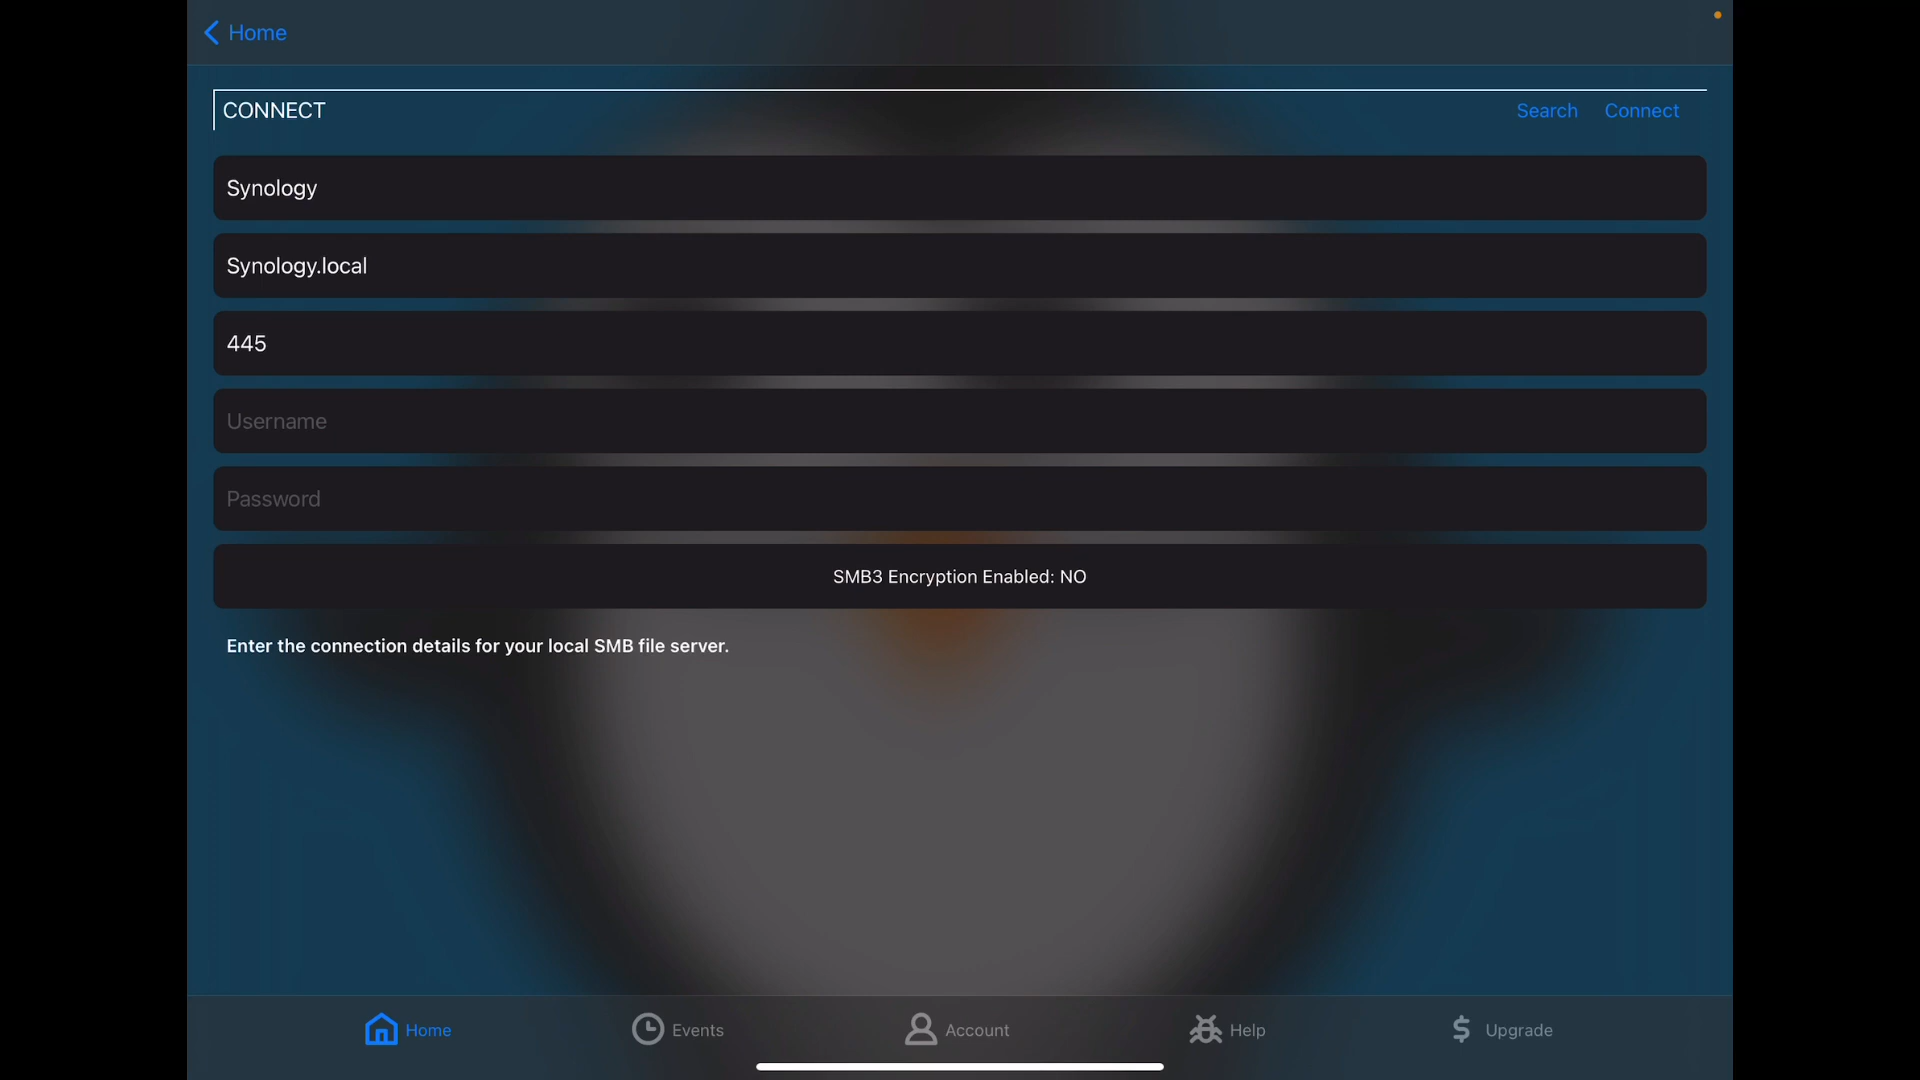 Home
CONNECT
Search
Connect
Synology
Synology.local
445
Username
Password
SMB3 Encryption Enabled: NO
Enter the connection details for your local SMB file server.
Home
Events
Account
Help
Upgrade